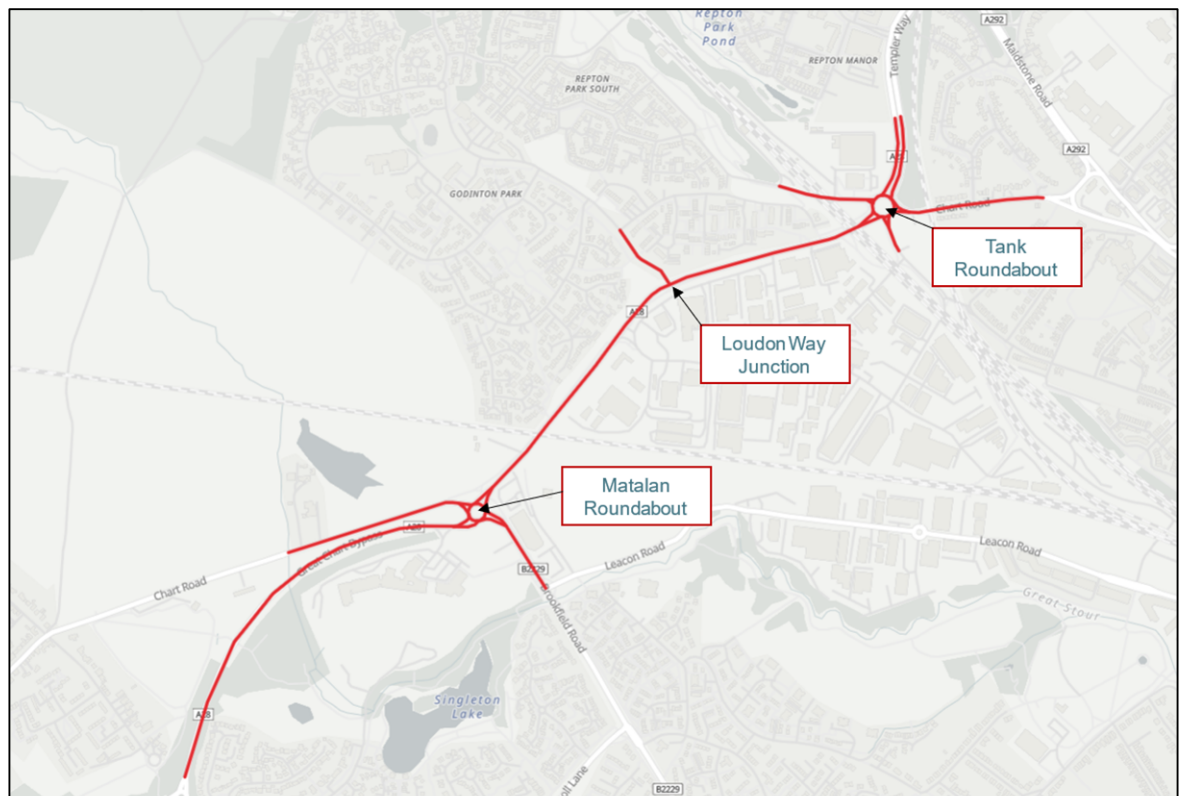 Repton
Park
Pond
A292
Templer Way
Maidstone Road
REPTON MANOR
REPTON
PARK SOUTH
A292
A28
GODINTON PARK
Chart Road
Tank
Roundabout
A28
Loudon Way
Junction
Matalan
Roundabout
A28
Great Chart Bypass
Leacon Road
Leacon Road
B2229
Chart Road
Brookfield Road
Great Stour
Singleton
Lake
A28
B2229